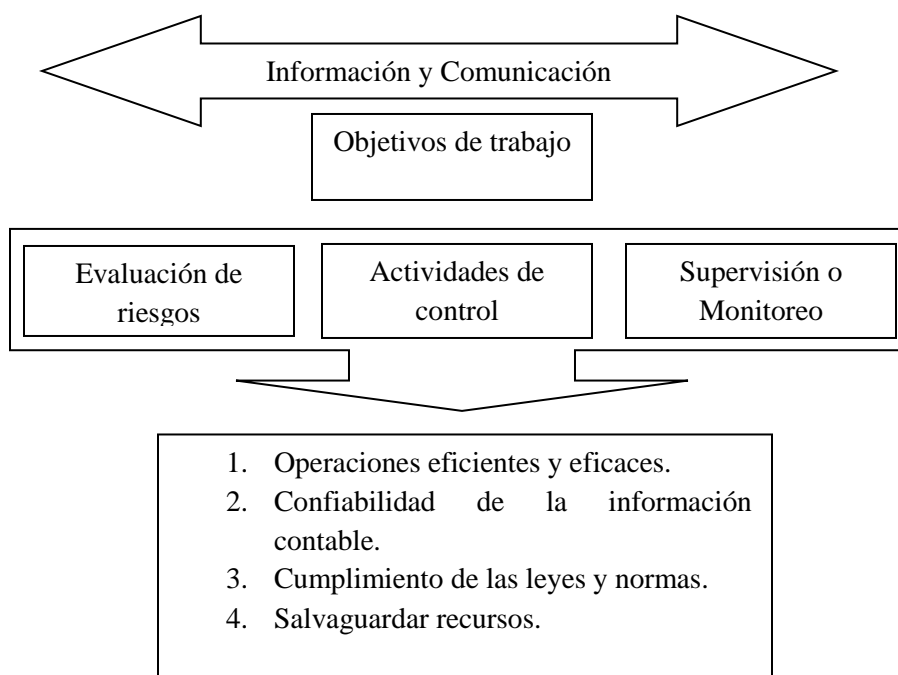 Información y Comunicación
Objetivos de trabajo
Evaluación de
riesgos
Actividades de
control
Supervisión o
Monitoreo
1. Operaciones eficientes y eficaces.
2. Confiabilidad de la información
contable.
3. Cumplimiento de las leyes y normas.
4. Salvaguardar recursos.